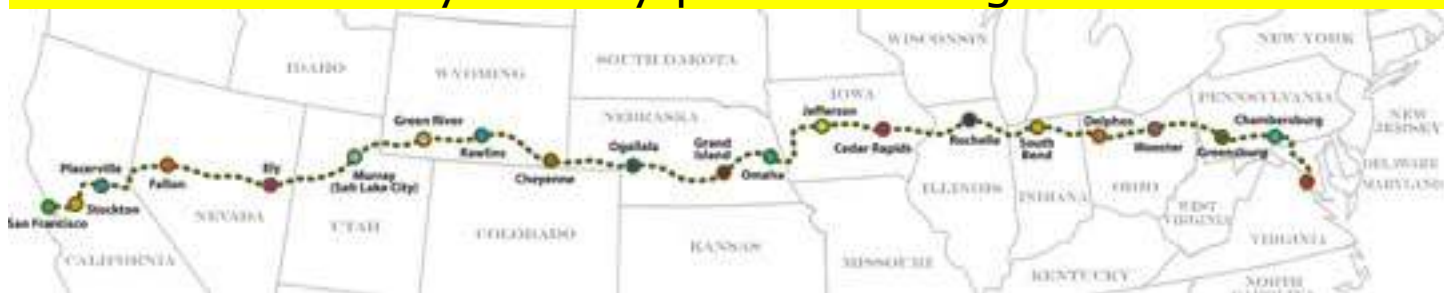 WISCONSIN
NEW YORK
IDAHO
WYOMING
SOUTH DAKOTA
IOWA
PENNSYLVANIA
Jefferson
Green River
NEBRASKA
Delphos
Chambersburg
NEW
JERSEY
Placerville
Ely
Rawlins
Ogallala
Grand
Island
Cedar Rapids
Rochelle
South
Bend
Wooster
Greensburg
Fallon
Murray
(Salt Lake City)
Cheyenne
Omaha
DELAWARE
MARYLAND
Stockton
San Francisco
NEVADA
UTAH
COLORADO
KANSAS
ILLINOIS
INDIANA
OHIO
WEST
VIRGINIA
VIRGINIA
CALIFORNIA
MISSOURI
KENTUCKY
NORTH
CAROLINA